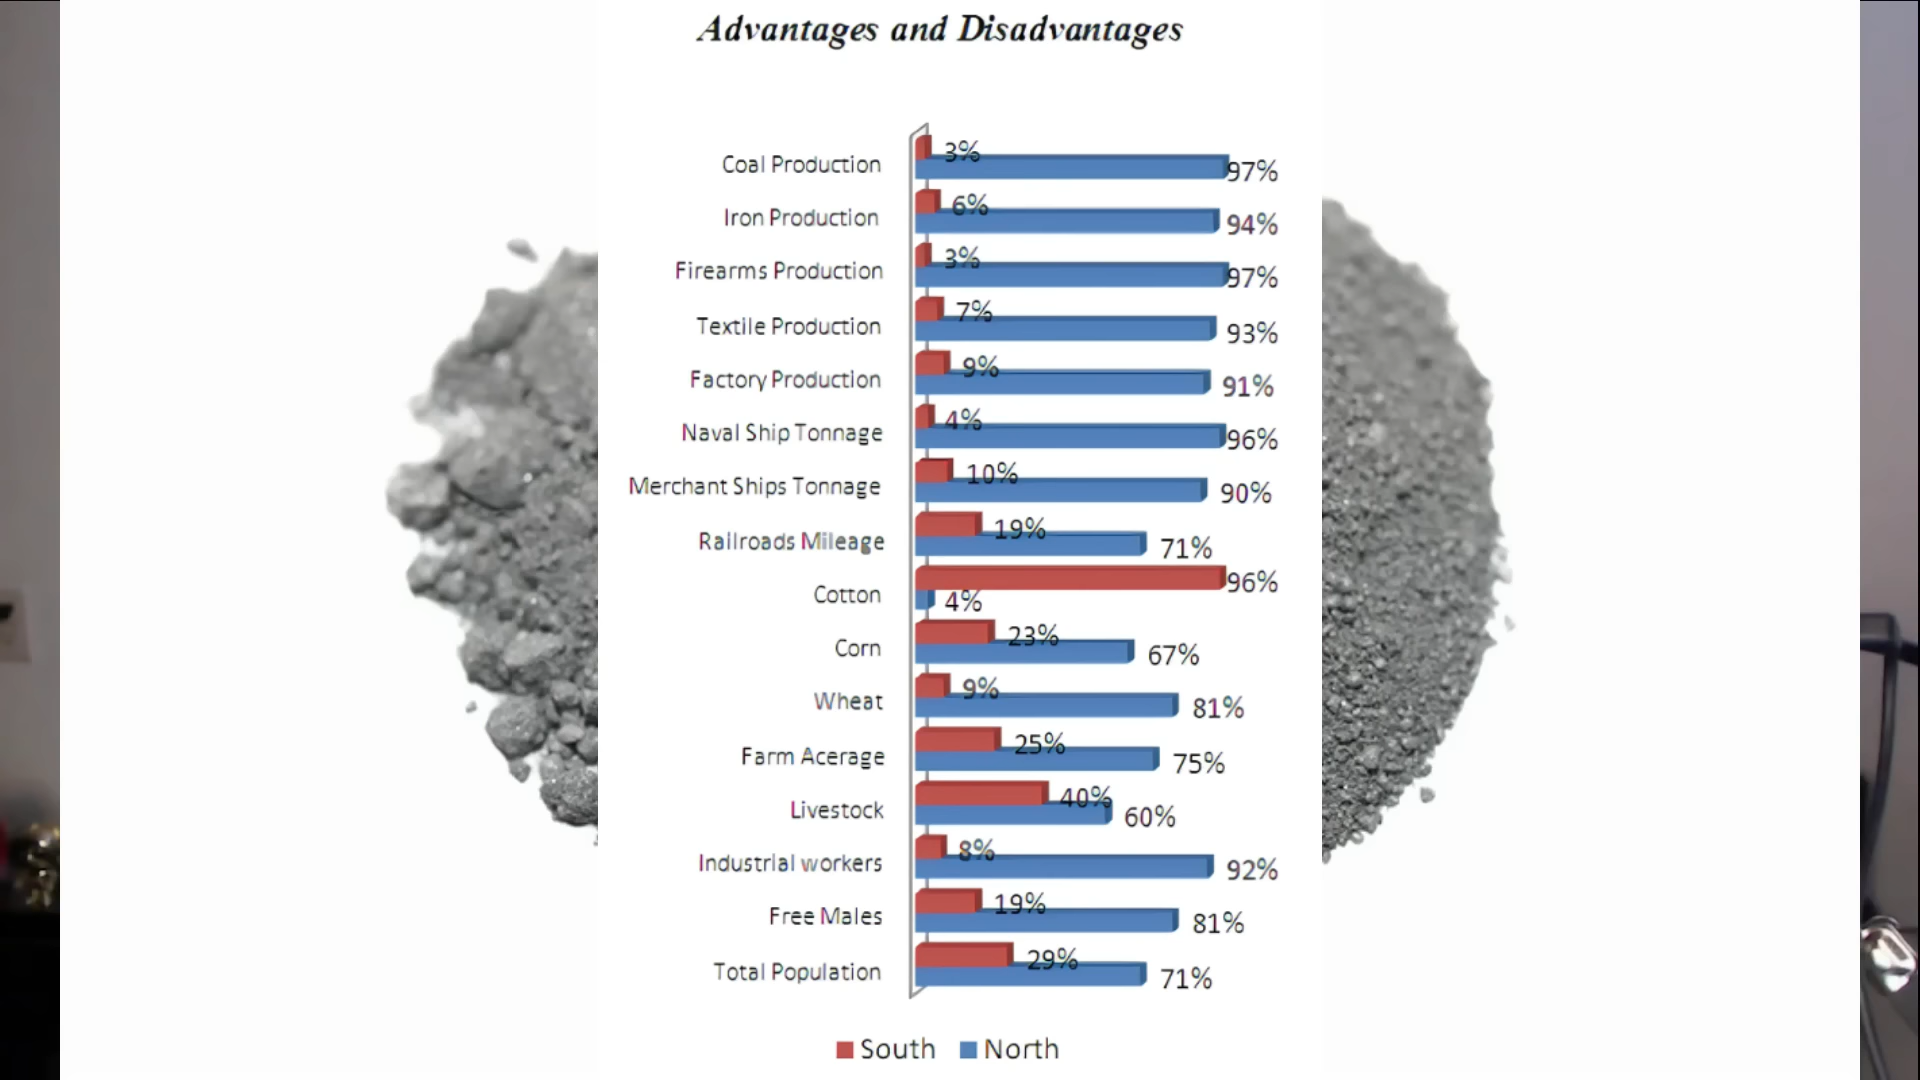 Advantages and Disadvantages
Coal Production 3% 97%
Iron Production 6% 94%
Firearms Production 3% 97%
Textile Production 7% 93%
Factory Production 9% 91%
Naval Ship Tonnage 4% 96%
Merchant Ships Tonnage 10% 90%
Railroads Mileage 19% 71%
Cotton 96% 4%
Corn 23% 67%
Wheat 9% 81%
Farm Acerage 25% 75%
Livestock 40% 60%
Industrial workers 8% 92%
Free Males 19% 81%
Total Population 29% 71%
South North